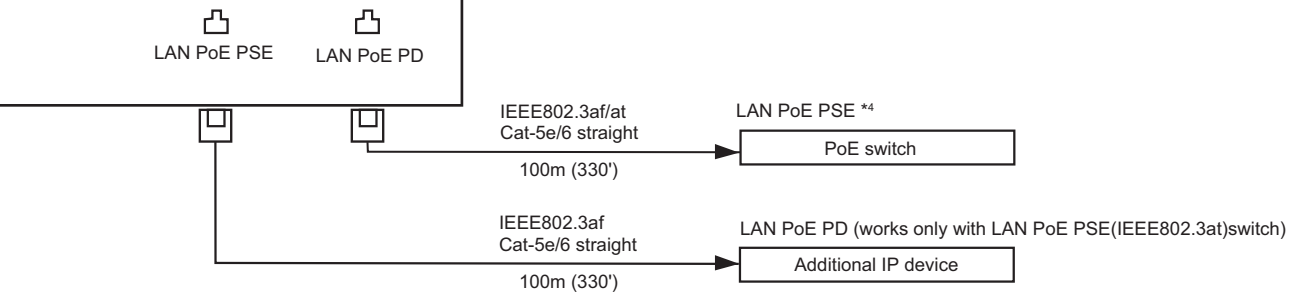 LAN PoE PSE
LAN PoE PD
IEEE802.3af/at
Cat-5e/6 straight
100m (330')
LAN PoE PSE *4
PoE switch
IEEE802.3af
Cat-5e/6 straight
100m (330')
LAN PoE PD (works only with LAN PoE PSE(IEEE802.3at)switch)
Additional IP device